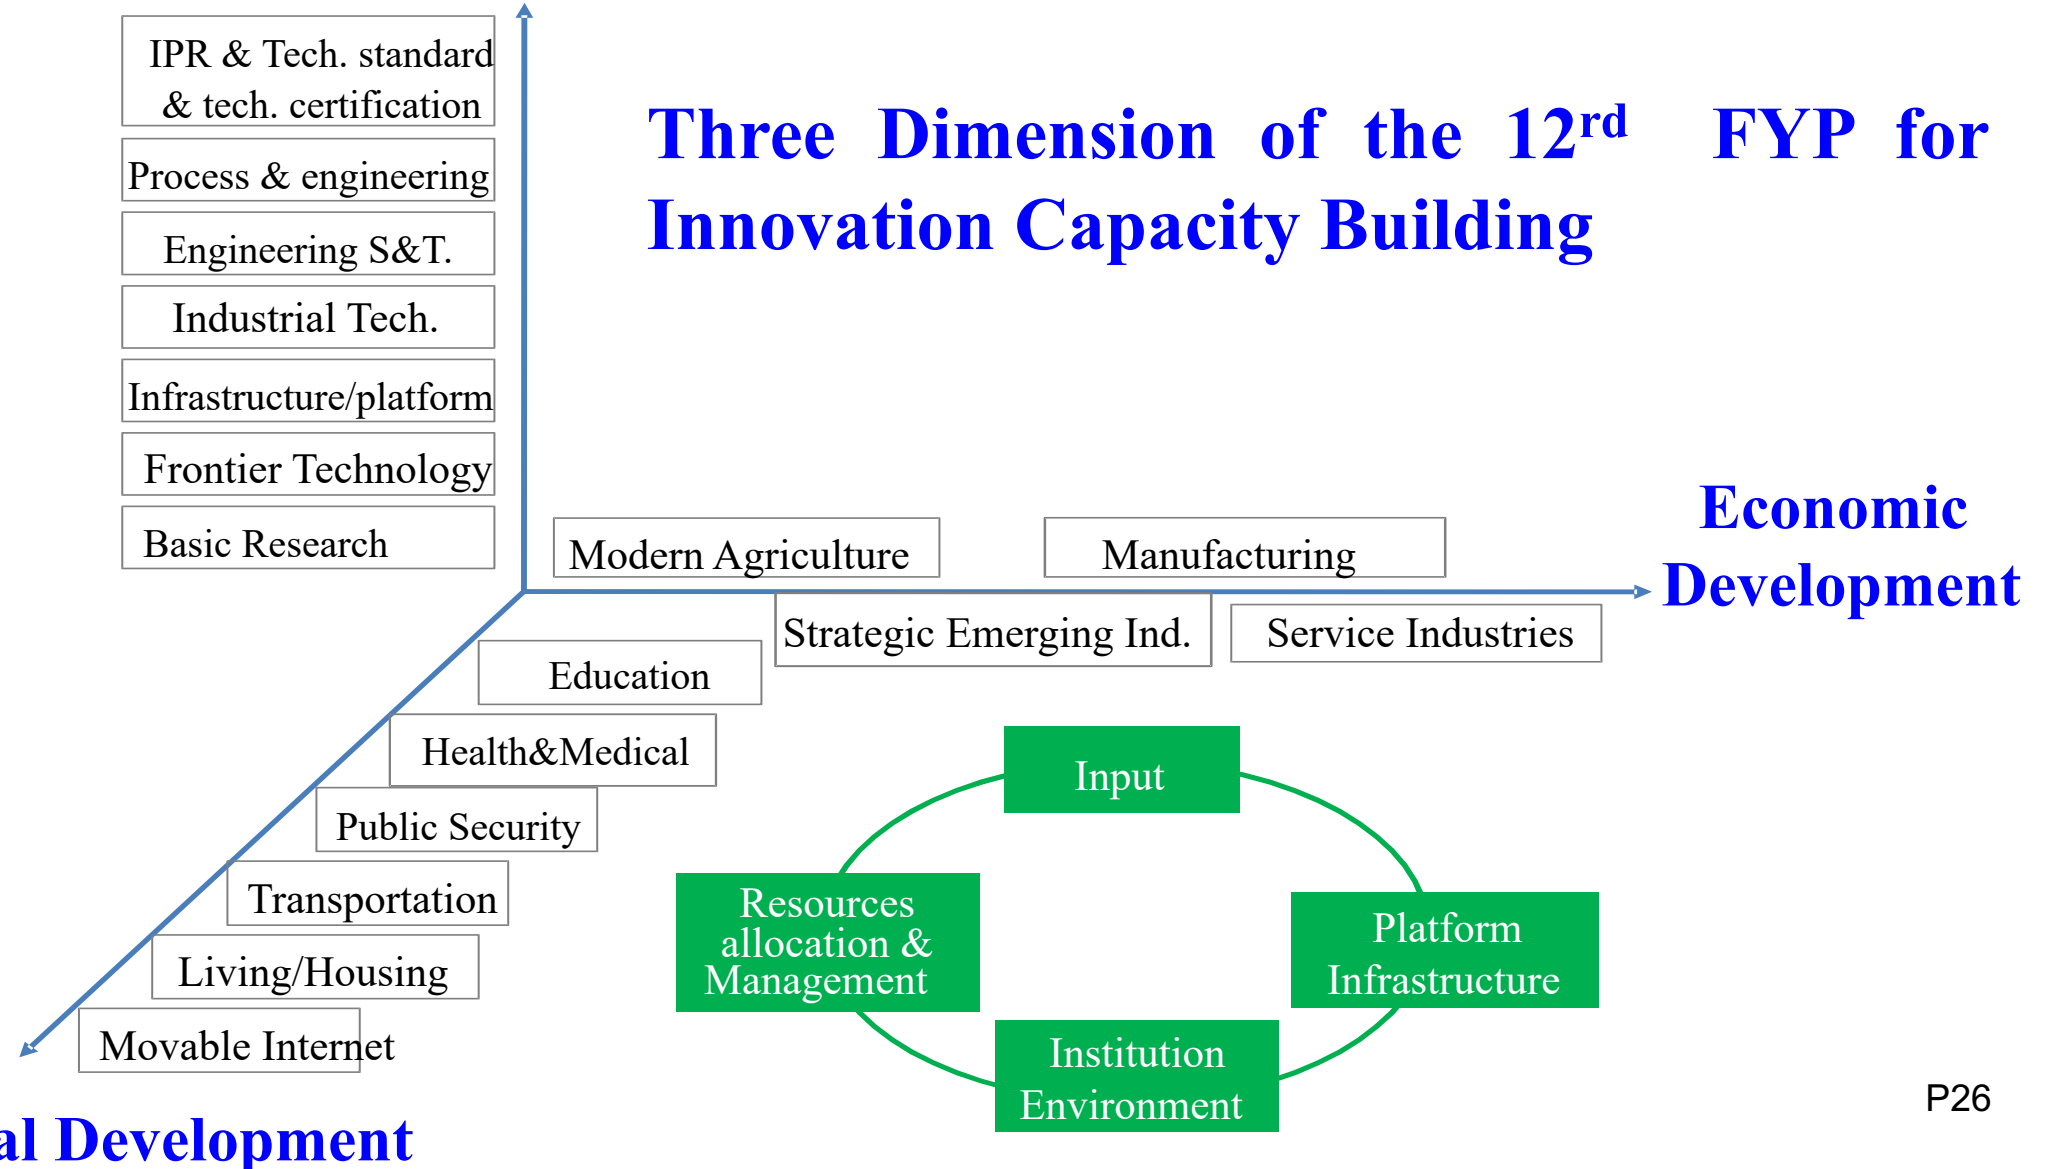 IPR & Tech. standard
& tech. certification
Process & engineering
Engineering S&T.
Industrial Tech.
Infrastructure/platform
Frontier Technology
Basic Research
Three Dimension of the 12rd FYP for
Innovation Capacity Building
Economic
Development
Modern Agriculture
Manufacturing
Strategic Emerging Ind.
Service Industries
Education
Health&Medical
Public Security
Transportation
Living/Housing
Movable Internet
al Development
Input
Resources
allocation &
Management
Platform
Infrastructure
Institution
Environment
P26